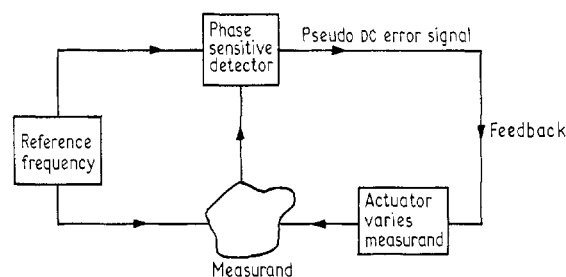 Phase
sensitive
detector
Pseudo DC error signal
Reference
frequency
Feedback
Actuator
varies
measurand
Measurand